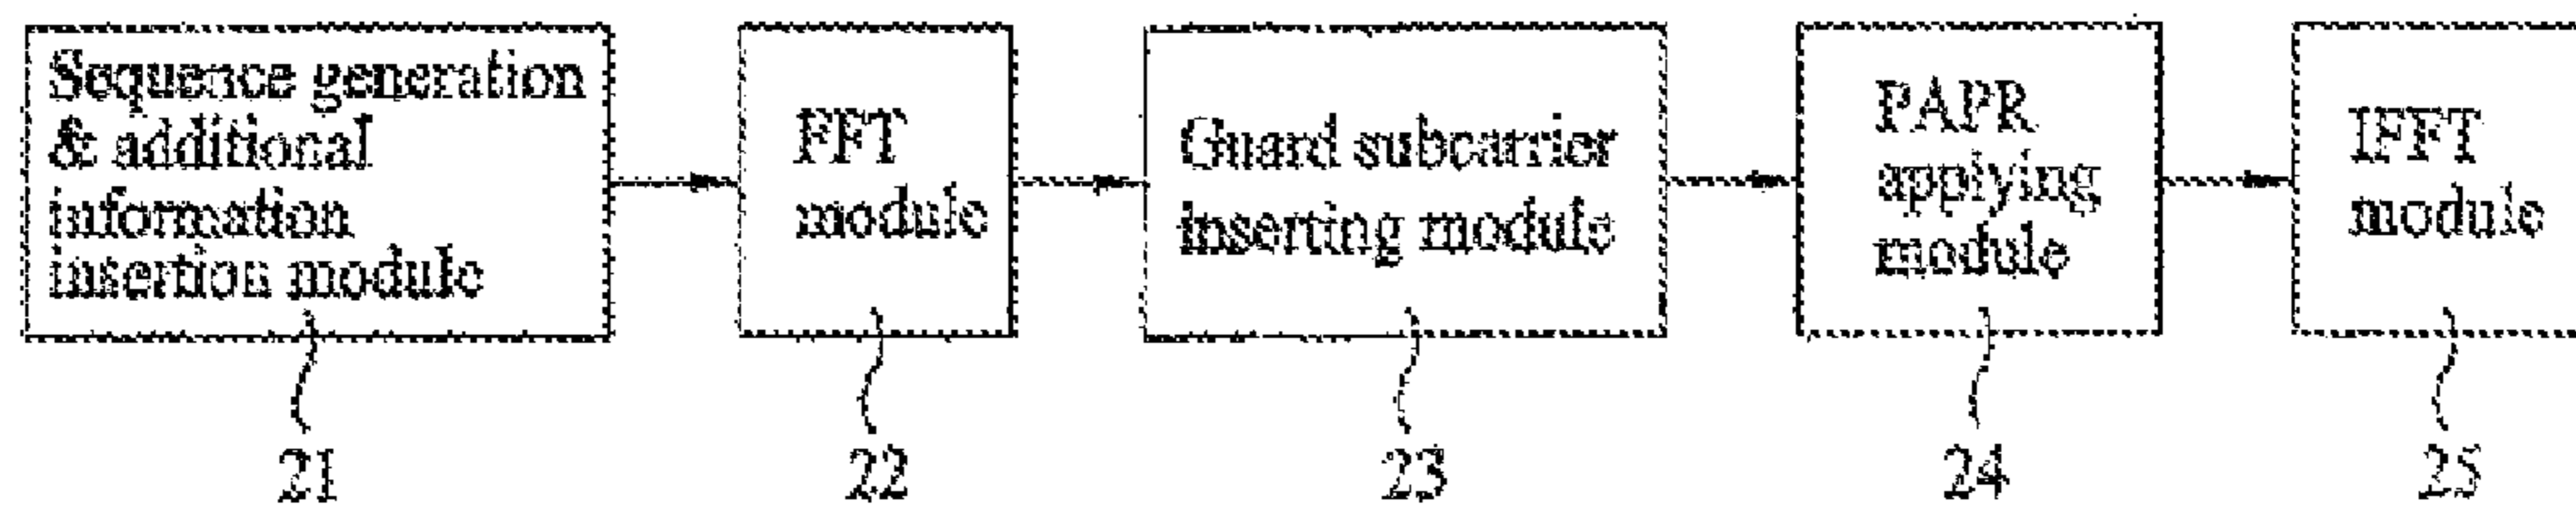 Sequence generation
& additional
information
insertion module
FFT
module
Guard subcarrier
inserting module
PAPR
applying
module
IFFT
module
21
22
23
24
25